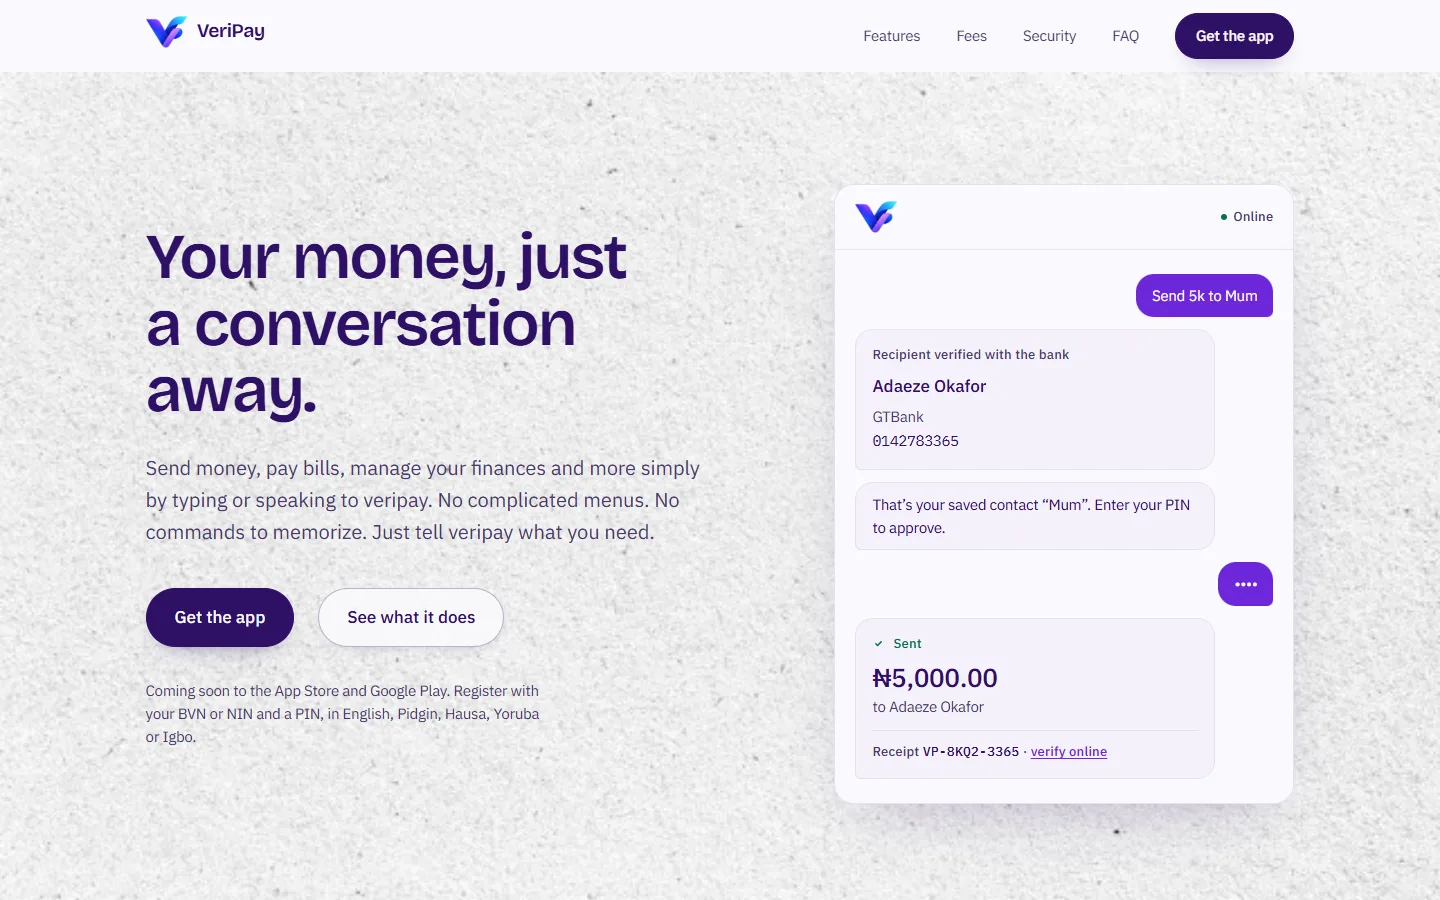 VeriPay
Features
Fees
Security
FAQ
Get the app
Your money, just
a conversation
away.
Send money, pay bills, manage your finances and more simply
by typing or speaking to veripay. No complicated menus. No
commands to memorize. Just tell veripay what you need.
Get the app
See what it does
Coming soon to the App Store and Google Play. Register with
your BVN or NIN and a PIN, in English, Pidgin, Hausa, Yoruba
or Igbo.
Online
Send 5k to Mum
Recipient verified with the bank
Adaeze Okafor
GTBank
0142783365
That’s your saved contact “Mum”. Enter your PIN
to approve.
••••
✓ Sent
₦5,000.00
to Adaeze Okafor
Receipt VP-8KQ2-3365 · verify online